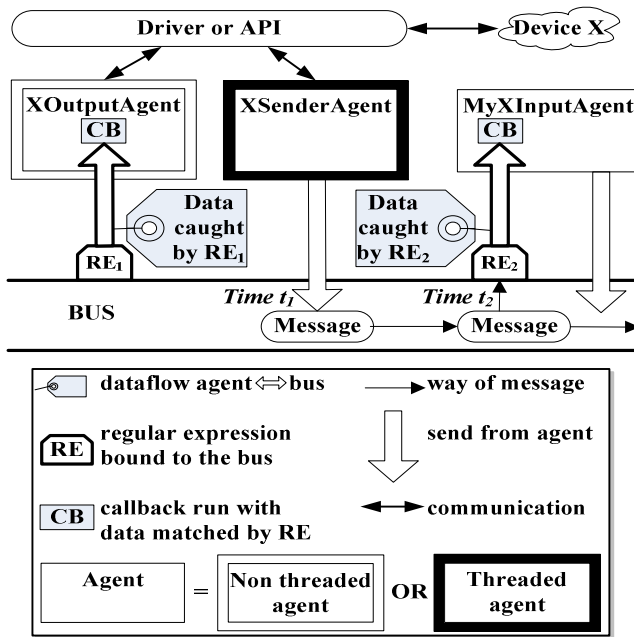 Driver or API
Device X
XOutputAgent
CB
XSenderAgent
MyXInputAgent
CB
Data
caught
by RE1
Data
caught
by RE2
RE1
RE2
BUS
Time t1
Time t2
Message
Message
dataflow agent ⇔ bus
way of message
RE
regular expression
bound to the bus
send from agent
CB
callback run with
data matched by RE
communication
Agent
=
Non threaded
agent
OR
Threaded
agent